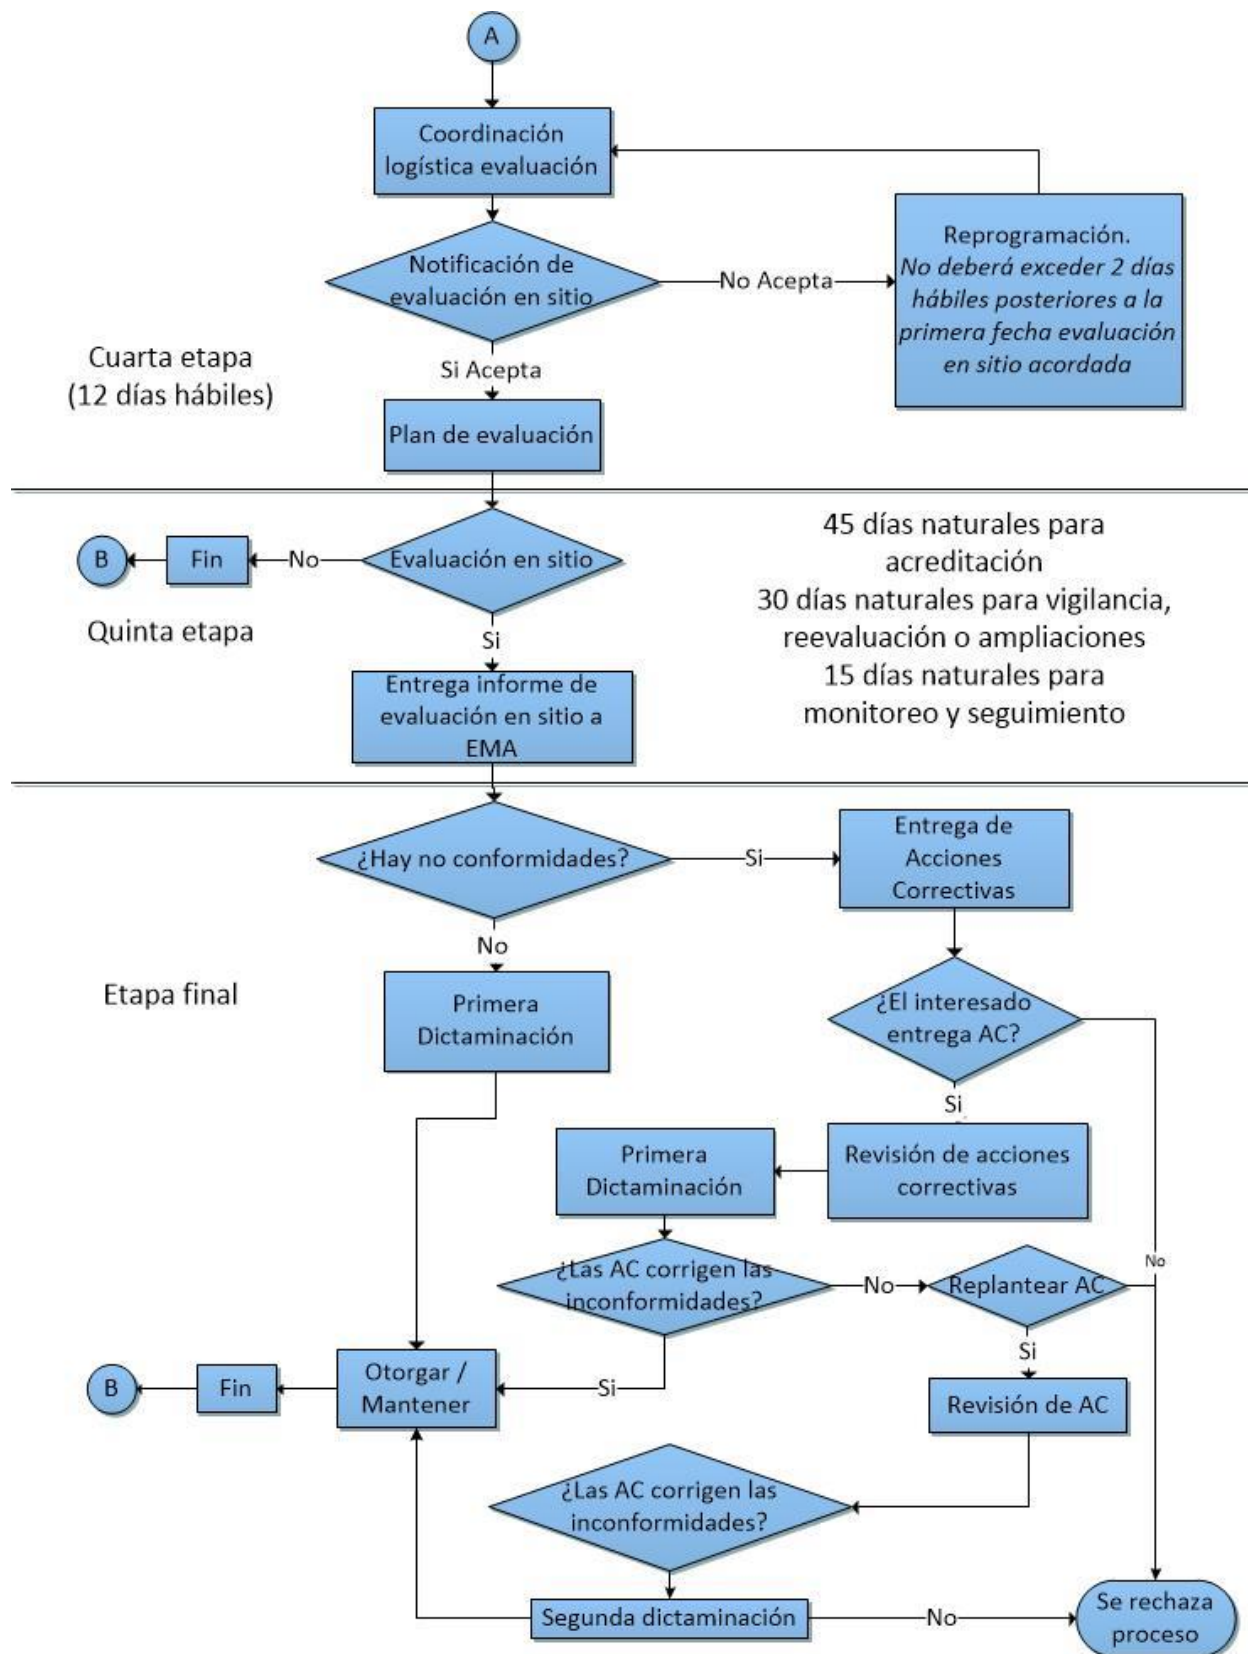 A
Coordinación
logística evaluación
Notificación de
evaluación en sitio
No Acepta
Reprogramación.
No deberá exceder 2 días
hábiles posteriores a la
primera fecha evaluación
en sitio acordada
Si Acepta
Cuarta etapa
(12 días hábiles)
Plan de evaluación
Evaluación en sitio
No
Fin
B
Quinta etapa
45 días naturales para
acreditación
30 días naturales para vigilancia,
reevaluación o ampliaciones
15 días naturales para
monitoreo y seguimiento
Si
Entrega informe de
evaluación en sitio a
EMA
¿Hay no conformidades?
Si
Entrega de
Acciones
Correctivas
No
Etapa final
Primera
Dictaminación
¿El interesado
entrega AC?
Si
Revisión de acciones
correctivas
Primera
Dictaminación
¿Las AC corrigen las
inconformidades?
No
Replantear AC
No
Si
Si
Otorgar /
Mantener
Fin
B
Revisión de AC
¿Las AC corrigen las
inconformidades?
Segunda dictaminación
No
Se rechaza
proceso